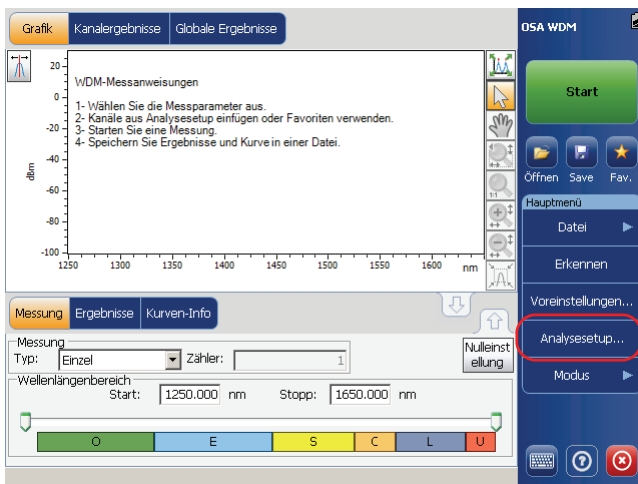 Grafik
Kanalergebnisse
Globale Ergebnisse
OSA WDM
20
0
-20
-40
-60
-80
-100
dBm
WDM-Messanweisungen
1- Wählen Sie die Messparameter aus.
2- Kanäle aus Analysesetup einfügen oder Favoriten verwenden.
3- Starten Sie eine Messung.
4- Speichern Sie Ergebnisse und Kurve in einer Datei.
1250 1300 1350 1400 1450 1500 1550 1600 nm
1:1
Start
Öffnen Save Fav.
Hauptmenü
Datei
Erkennen
Voreinstellungen...
Analysesetup...
Modus
Messung
Ergebnisse
Kurven-Info
Messung
Typ: Einzel Zähler: 1
Nulleinst
ellung
Wellenlängenbereich
Start: 1250.000 nm Stopp: 1650.000 nm
O E S C L U